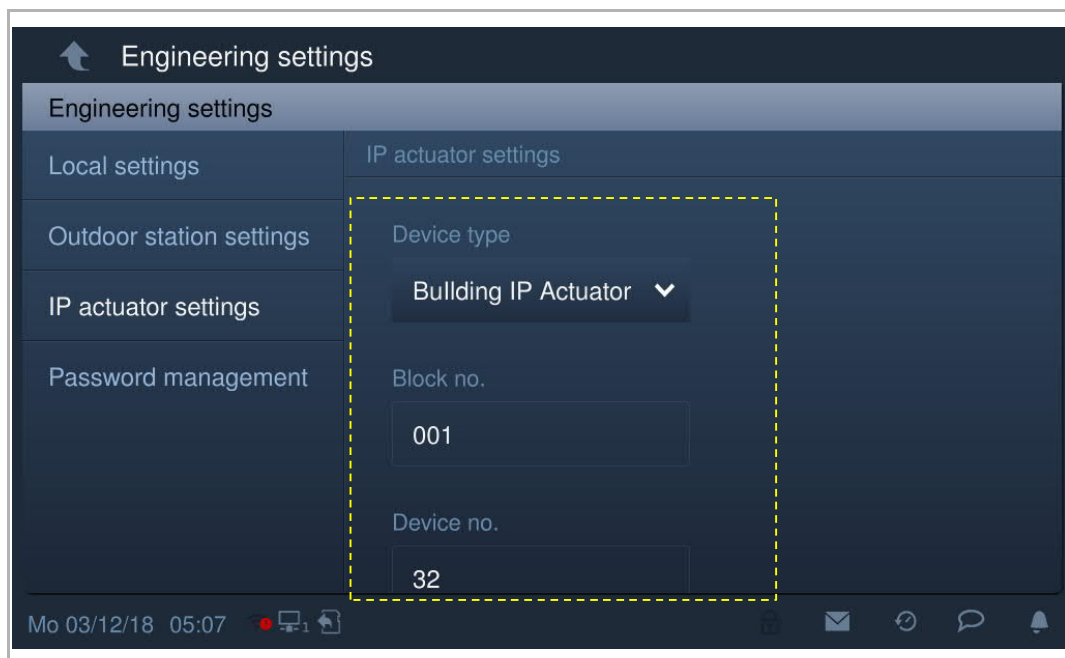 Engineering settings
Engineering settings
Local settings
IP actuator settings
Outdoor station settings
Device type
Bullding IP Actuator
IP actuator settings
Password management
Block no.
001
Device no.
32
Mo 03/12/18 05:07
1